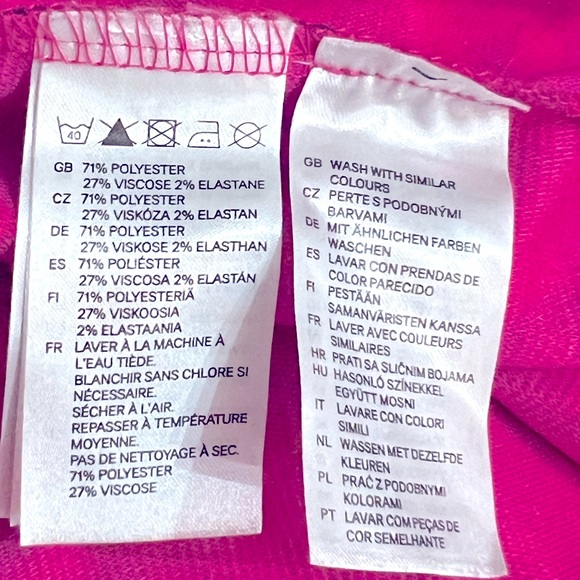 40
GB 71% POLYESTER
27% VISCOSE 2% ELASTANE
CZ 71% POLYESTER
27% VISKÓZA 2% ELASTAN
DE 71% POLYESTER
27% VISKOSE 2% ELASTHAN
ES 71% POLIÉSTER
27% VISCOSA 2% ELASTÁN
FI 71% POLYESTERIÄ
27% VISKOOSIA
2% ELASTAANIA
FR LAVER À LA MACHINE À
L'EAU TIÈDE.
BLANCHIR SANS CHLORE SI
NÉCESSAIRE.
SÉCHER À L'AIR.
REPASSER À TEMPÉRATURE
MOYENNE.
PAS DE NETTOYAGE À SEC.
71% POLYESTER
27% VISCOSE
L
GB WASH WITH SIMILAR
COLOURS
CZ PERTE S PODOBNÝMI
BARVAMI
DE MIT ÄHNLICHEN FARBEN
WASCHEN
ES LAVAR CON PRENDAS DE
COLOR PARECIDO
FI PESTÄÄN
SAMANVÄRISTEN KANSSA
FR LAVER AVEC COULEURS
SIMILAIRES
HR PRATI SA SLIČNIM BOJAMA
HU HASONLÓ SZÍNEKKEL
EGYÜTT MOSNI
IT LAVARE CON COLORI
SIMILI
NL WASSEN MET DEZELFDE
KLEUREN
PL PRAĆ Z PODOBNYMI
KOLORAMI
PT LAVAR COM PEÇAS DE
COR SEMELHANTE